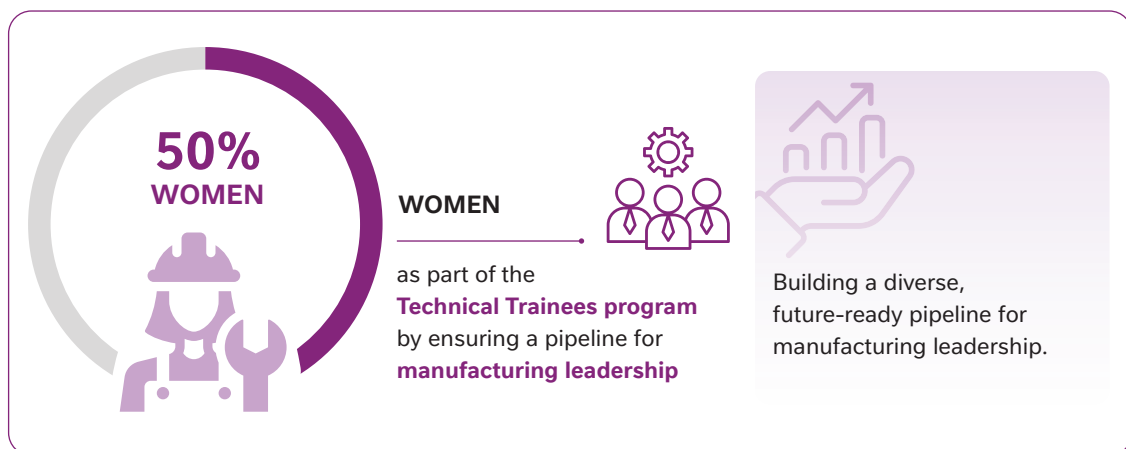 50%
WOMEN
WOMEN
as part of the
Technical Trainees program
by ensuring a pipeline for
manufacturing leadership
Building a diverse,
future-ready pipeline for
manufacturing leadership.